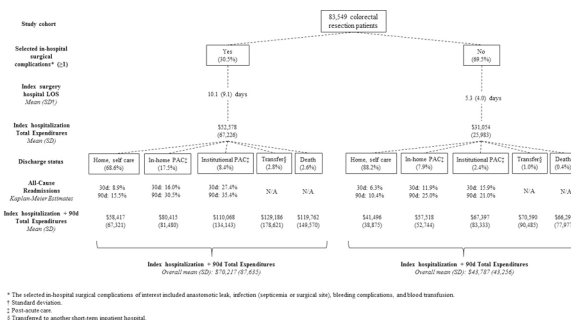 Study cohort
83,549 colorectal
resection patients
Selected in-hospital
surgical
complications* (≥1)
Yes
(30.5%)
No
(69.5%)
Index surgery
hospital LOS
Mean (SD†)
10.1 (9.1) days
5.3 (4.0) days
Index hospitalization
Total Expenditures
Mean (SD)
$52,578
(67,226)
$31,654
(25,983)
Discharge status
Home, self care
(68.6%)
In-home PAC‡
(17.5%)
Institutional PAC‡
(8.4%)
Transfer§
(2.8%)
Death
(2.6%)
Home, self care
(88.2%)
In-home PAC‡
(7.9%)
Institutional PAC‡
(2.4%)
Transfer§
(1.0%)
Death
(0.4%)
All-Cause
Readmissions
Kaplan-Meier Estimates
30d: 8.9%
90d: 15.5%
30d: 16.0%
90d: 30.5%
30d: 27.4%
90d: 35.4%
N/A
N/A
30d: 6.3%
90d: 10.4%
30d: 11.9%
90d: 25.0%
30d: 15.9%
90d: 21.0%
N/A
N/A
Index hospitalization + 90d
Total Expenditures
Mean (SD)
$58,417
(67,321)
$80,415
(81,480)
$110,068
(134,143)
$129,186
(178,621)
$119,762
(149,570)
$41,496
(38,875)
$57,518
(52,744)
$67,397
(83,333)
$70,590
(90,485)
Index hospitalization + 90d Total Expenditures
Overall mean (SD): $70,217 (87,635)
Index hospitalization + 90d Total Expenditures
Overall mean (SD): $43,787 (43,256)
* The selected in-hospital surgical complications of interest included anastomotic leak, infection (septicemia or surgical site), bleeding complications, and blood transfusion.
† Standard deviation.
‡ Post-acute care.
§ Transferred to another short-term inpatient hospital.